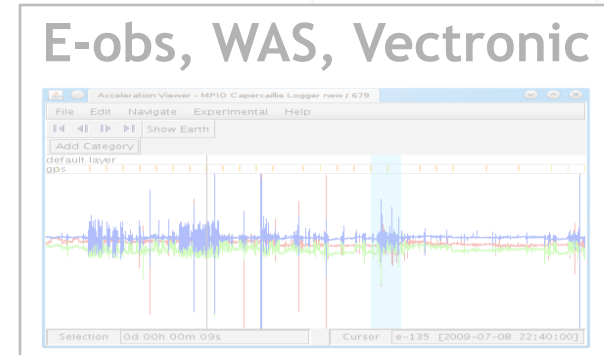 E-obs, WAS, Vectronic
Acceleration Viewer - MPIO Capercaillie Logger new / 679
File Edit Navigate Experimental Help
Show Earth
Add Category
default layer
gps
Selection 0d 00h 00m 09s Cursor e-135 [2009-07-08 22:40:00]